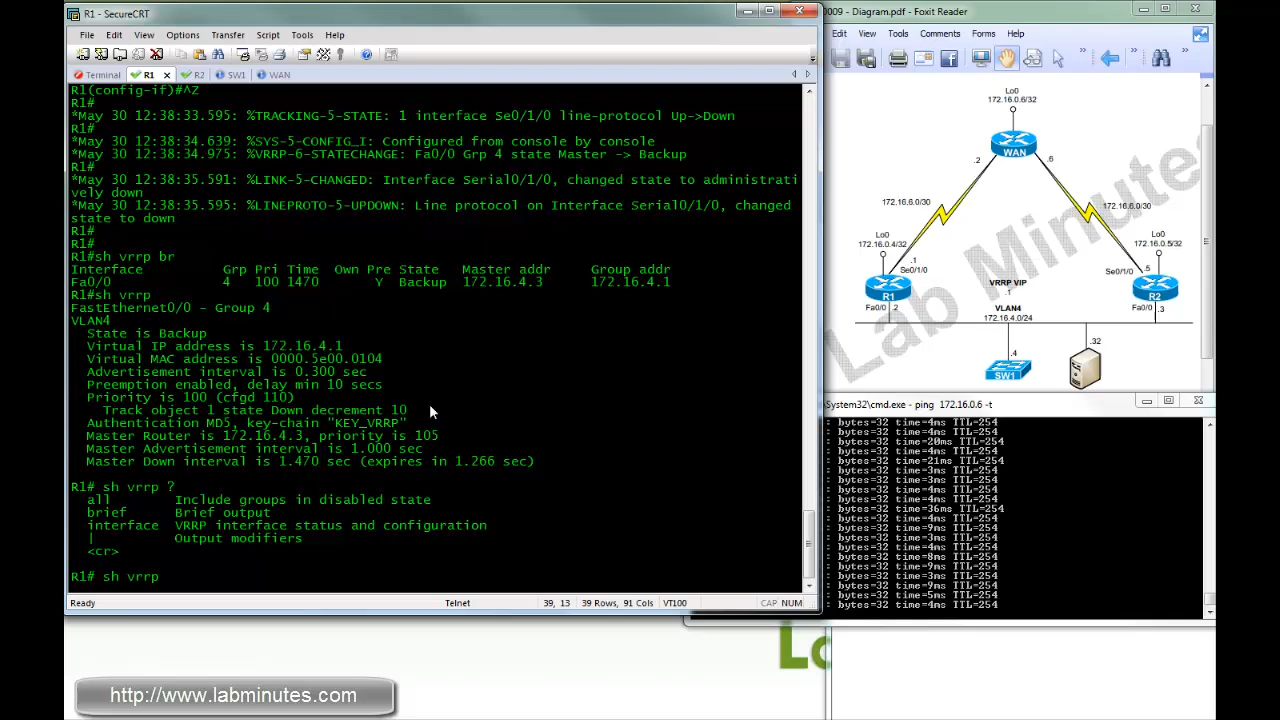 R1 - SecureCRT
File Edit View Options Transfer Script Tools Help
Terminal R1 R2 SW1 WAN
R1(config-if)#^Z
R1#
*May 30 12:38:33.595: %TRACKING-5-STATE: 1 interface Se0/1/0 line-protocol Up->Down
R1#
*May 30 12:38:34.639: %SYS-5-CONFIG_I: Configured from console by console
*May 30 12:38:34.975: %VRRP-6-STATECHANGE: Fa0/0 Grp 4 state Master -> Backup
R1#
*May 30 12:38:35.591: %LINK-5-CHANGED: Interface Serial0/1/0, changed state to administrati
vely down
*May 30 12:38:35.595: %LINEPROTO-5-UPDOWN: Line protocol on Interface Serial0/1/0, changed
state to down
R1#
R1#
R1#sh vrrp br
Interface Grp Pri Time Own Pre State Master addr Group addr
Fa0/0 4 100 1470 Y Backup 172.16.4.3 172.16.4.1
R1#sh vrrp
FastEthernet0/0 - Group 4
VLAN4
State is Backup
Virtual IP address is 172.16.4.1
Virtual MAC address is 0000.5e00.0104
Advertisement interval is 0.300 sec
Preemption enabled, delay min 10 secs
Priority is 100 (cfgd 110)
Track object 1 state Down decrement 10
Authentication MD5, key-chain "KEY_VRRP"
Master Router is 172.16.4.3, priority is 105
Master Advertisement interval is 1.000 sec
Master Down interval is 1.470 sec (expires in 1.266 sec)
R1# sh vrrp ?
all Include groups in disabled state
brief Brief output
interface VRRP interface status and configuration
| Output modifiers
<cr>
R1# sh vrrp
Ready Telnet 39, 13 39 Rows, 91 Cols VT100 CAP NUM
0009 - Diagram.pdf - Foxit Reader
Edit View Tools Comments Forms Help
Lo0
172.16.0.6/32
WAN
.2 .6
172.16.6.0/30 172.16.6.0/30
Lo0
172.16.0.4/32
Lo0
172.16.0.5/32
.1
Se0/1/0
Se0/1/0 .5
R1
R2
VRRP VIP
.1
Fa0/0 .2
VLAN4
172.16.4.0/24
Fa0/0 .3
.4
SW1
.32
Lab Minutes
System32\cmd.exe - ping 172.16.0.6 -t
: bytes=32 time=4ms TTL=254
: bytes=32 time=4ms TTL=254
: bytes=32 time=20ms TTL=254
: bytes=32 time=4ms TTL=254
: bytes=32 time=21ms TTL=254
: bytes=32 time=3ms TTL=254
: bytes=32 time=3ms TTL=254
: bytes=32 time=4ms TTL=254
: bytes=32 time=4ms TTL=254
: bytes=32 time=36ms TTL=254
: bytes=32 time=4ms TTL=254
: bytes=32 time=9ms TTL=254
: bytes=32 time=3ms TTL=254
: bytes=32 time=4ms TTL=254
: bytes=32 time=8ms TTL=254
: bytes=32 time=9ms TTL=254
: bytes=32 time=3ms TTL=254
: bytes=32 time=9ms TTL=254
: bytes=32 time=5ms TTL=254
: bytes=32 time=4ms TTL=254
http://www.labminutes.com